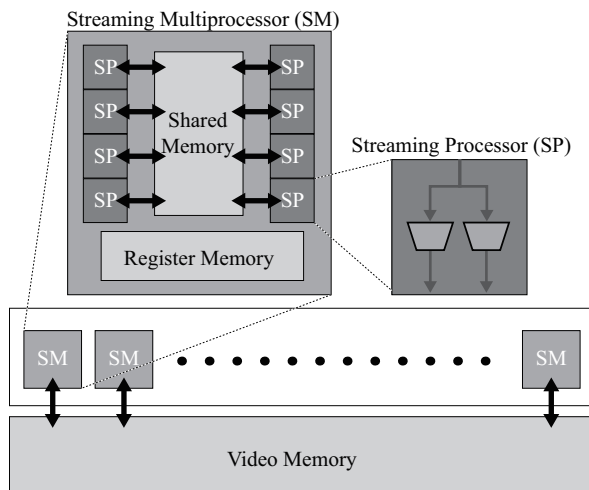 Streaming Multiprocessor (SM)
SP
SP
SP
SP
SP
SP
SP
SP
Shared
Memory
Register Memory
Streaming Processor (SP)
SM
SM
SM
Video Memory